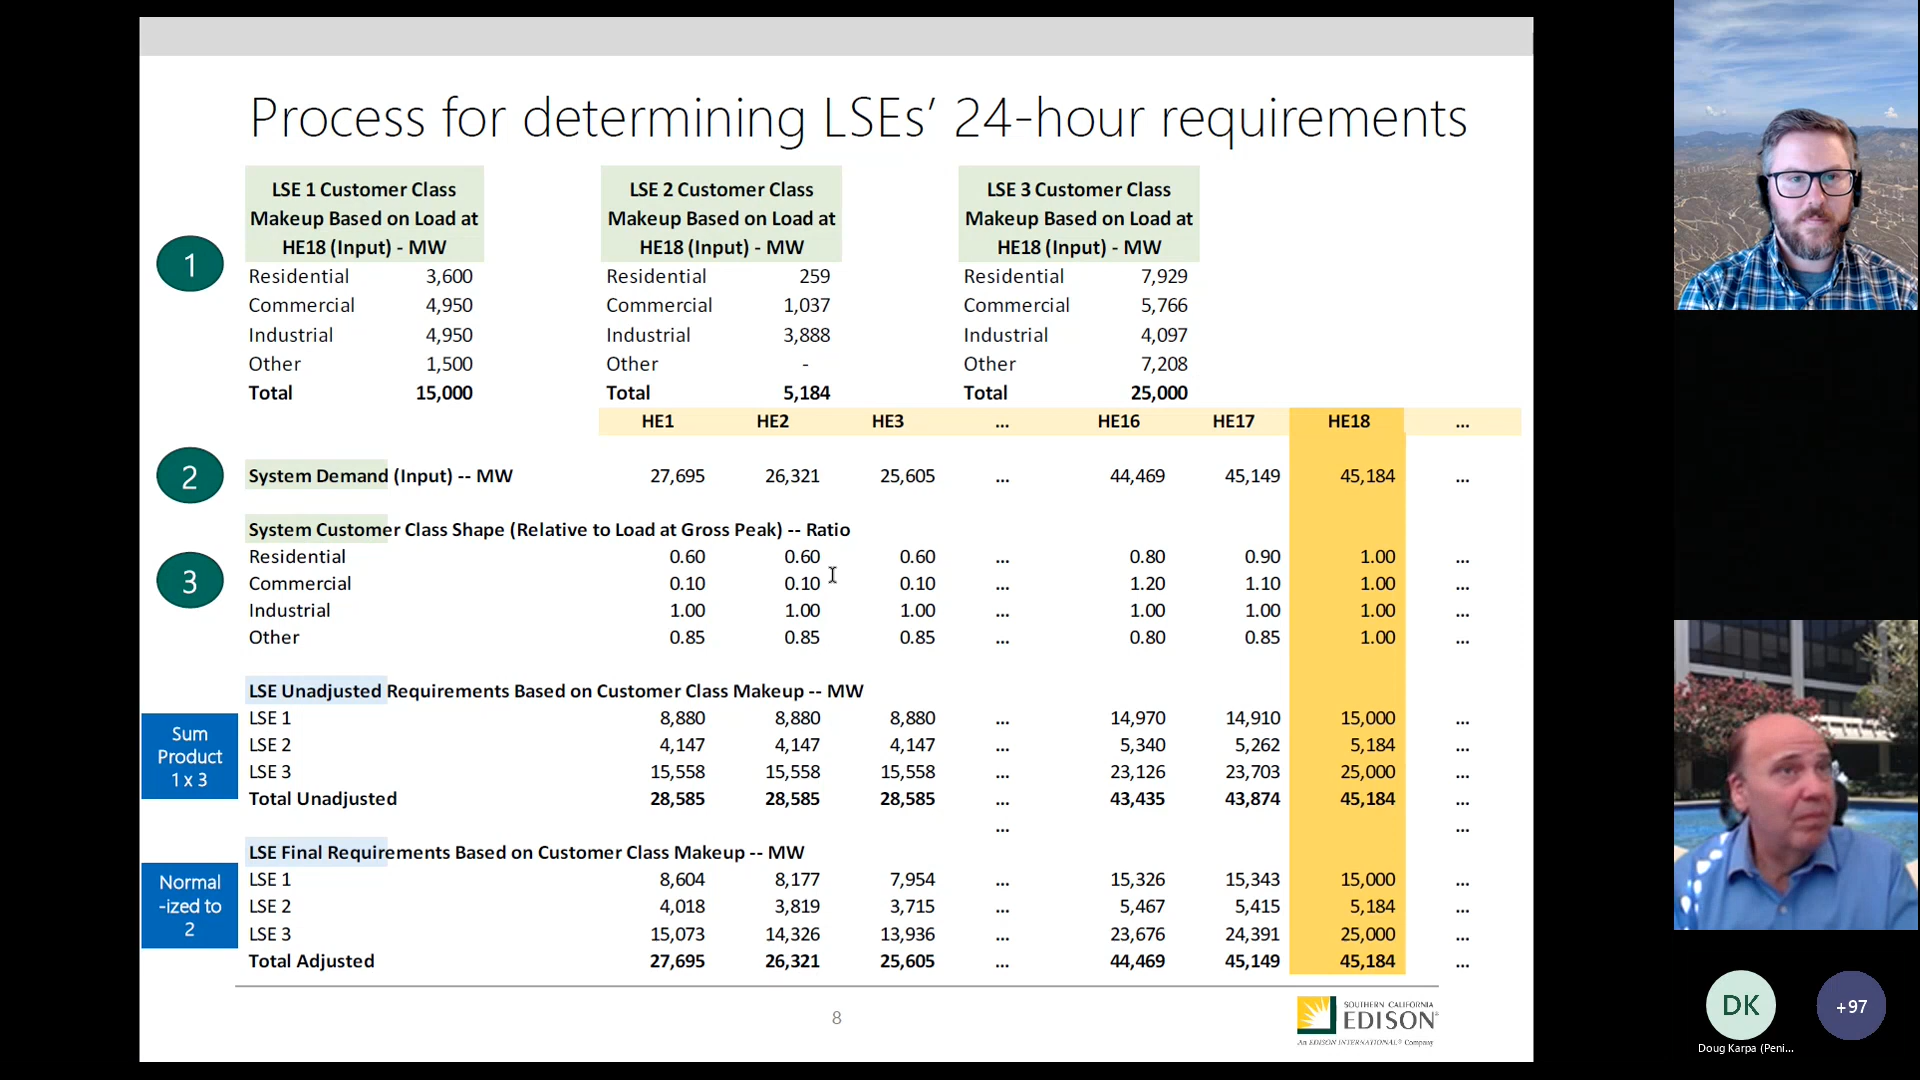 Process for determining LSEs’ 24-hour requirements
1
LSE 1 Customer Class
Makeup Based on Load at
HE18 (Input) - MW
Residential 3,600
Commercial 4,950
Industrial 4,950
Other 1,500
Total 15,000
LSE 2 Customer Class
Makeup Based on Load at
HE18 (Input) - MW
Residential 259
Commercial 1,037
Industrial 3,888
Other -
Total 5,184
LSE 3 Customer Class
Makeup Based on Load at
HE18 (Input) - MW
Residential 7,929
Commercial 5,766
Industrial 4,097
Other 7,208
Total 25,000
HE1 HE2 HE3 ... HE16 HE17 HE18 ...
2
System Demand (Input) -- MW 27,695 26,321 25,605 ... 44,469 45,149 45,184 ...
3
System Customer Class Shape (Relative to Load at Gross Peak) -- Ratio
Residential 0.60 0.60 0.60 ... 0.80 0.90 1.00 ...
Commercial 0.10 0.10 0.10 ... 1.20 1.10 1.00 ...
Industrial 1.00 1.00 1.00 ... 1.00 1.00 1.00 ...
Other 0.85 0.85 0.85 ... 0.80 0.85 1.00 ...
Sum
Product
1 x 3
LSE Unadjusted Requirements Based on Customer Class Makeup -- MW
LSE 1 8,880 8,880 8,880 ... 14,970 14,910 15,000 ...
LSE 2 4,147 4,147 4,147 ... 5,340 5,262 5,184 ...
LSE 3 15,558 15,558 15,558 ... 23,126 23,703 25,000 ...
Total Unadjusted 28,585 28,585 28,585 ... 43,435 43,874 45,184 ...
... ...
Normal
-ized to
2
LSE Final Requirements Based on Customer Class Makeup -- MW
LSE 1 8,604 8,177 7,954 ... 15,326 15,343 15,000 ...
LSE 2 4,018 3,819 3,715 ... 5,467 5,415 5,184 ...
LSE 3 15,073 14,326 13,936 ... 23,676 24,391 25,000 ...
Total Adjusted 27,695 26,321 25,605 ... 44,469 45,149 45,184 ...
8
SOUTHERN CALIFORNIA
EDISON®
An EDISON INTERNATIONAL® Company
DK
+97
Doug Karpa (Peni...